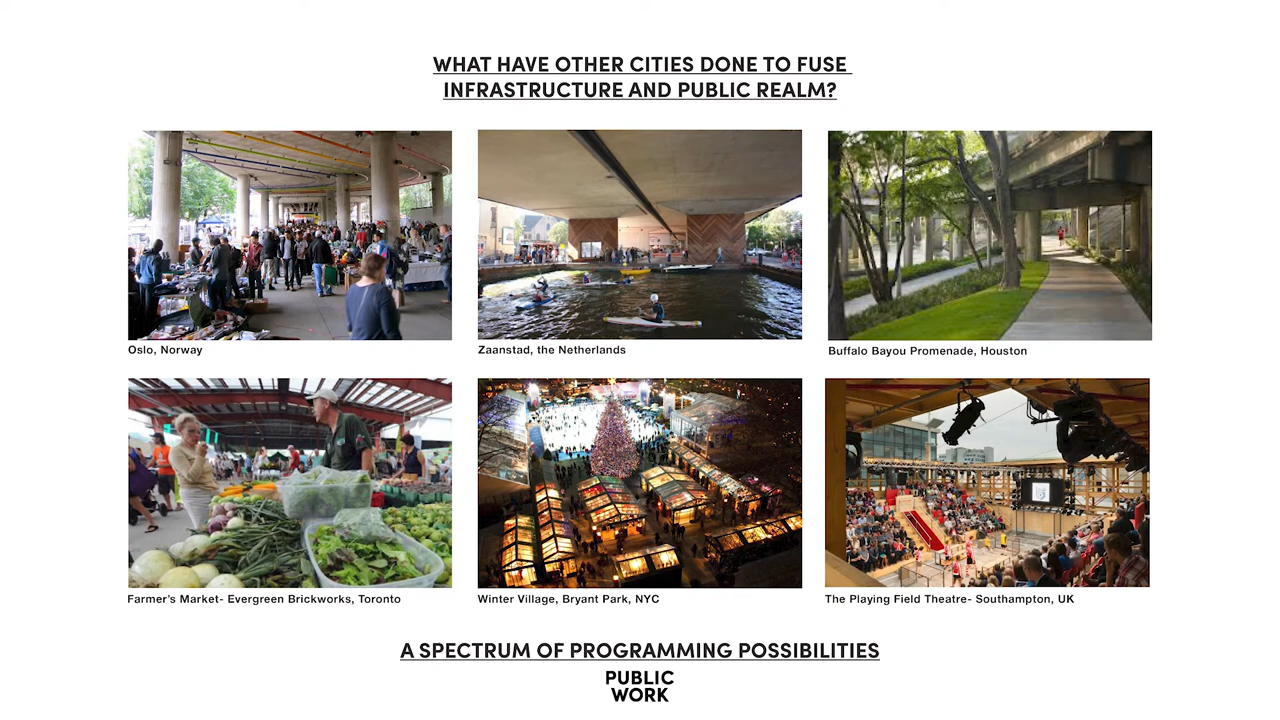 WHAT HAVE OTHER CITIES DONE TO FUSE
INFRASTRUCTURE AND PUBLIC REALM?
Oslo, Norway
Zaanstad, the Netherlands
Buffalo Bayou Promenade, Houston
Farmer's Market- Evergreen Brickworks, Toronto
Winter Village, Bryant Park, NYC
The Playing Field Theatre- Southampton, UK
A SPECTRUM OF PROGRAMMING POSSIBILITIES
PUBLIC
WORK